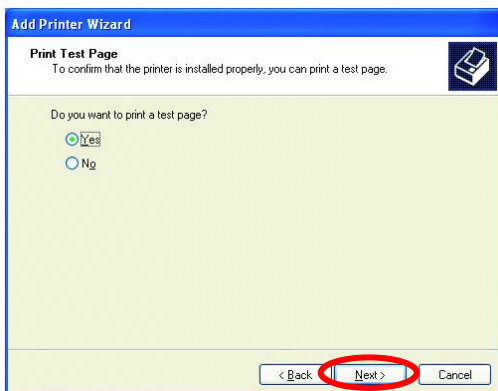 Add Printer Wizard
Print Test Page
To confirm that the printer is installed properly, you can print a test page.
Do you want to print a test page?
Yes
No
< Back Next > Cancel